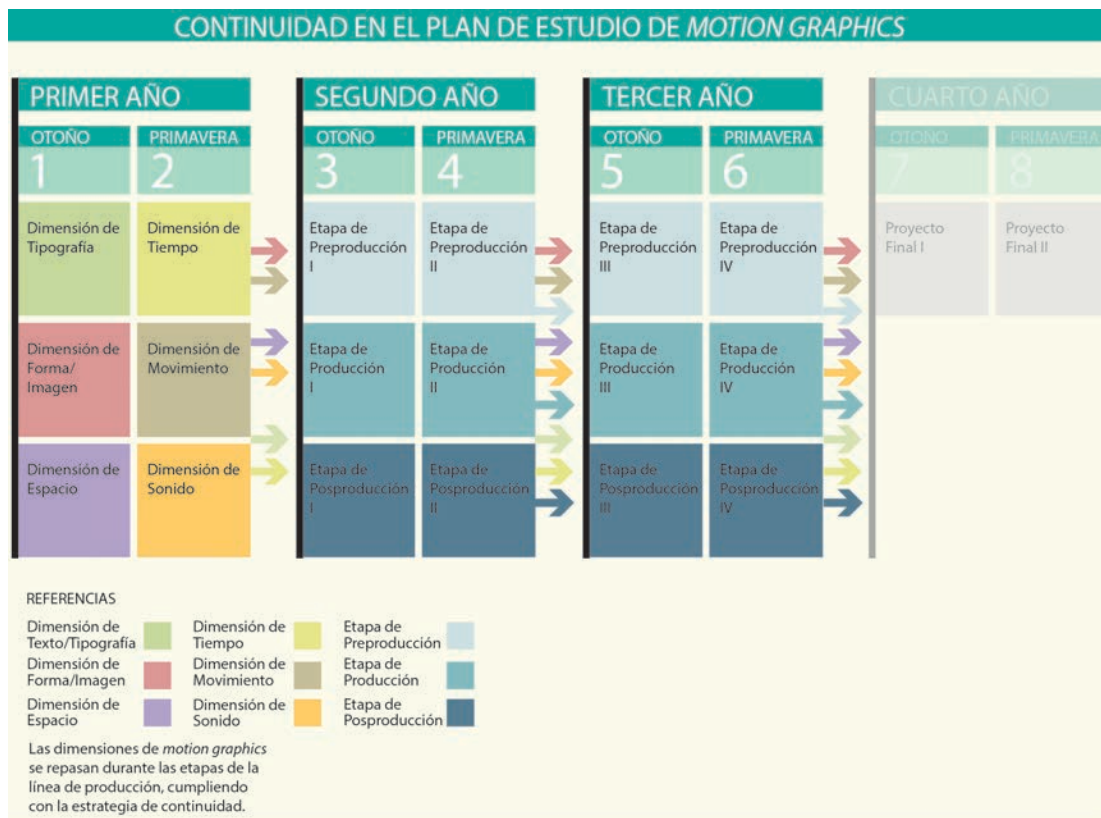 CONTINUIDAD EN EL PLAN DE ESTUDIO DE MOTION GRAPHICS
PRIMER AÑO
OTOÑO
1
PRIMAVERA
2
Dimensión de
Tipografía
Dimensión de
Tiempo
Dimensión de
Forma/
Imagen
Dimensión de
Movimiento
Dimensión de
Espacio
Dimensión de
Sonido
SEGUNDO AÑO
OTOÑO
3
PRIMAVERA
4
Etapa de
Preproducción
I
Etapa de
Preproducción
II
Etapa de
Producción
I
Etapa de
Producción
II
Etapa de
Posproducción
I
Etapa de
Posproducción
II
TERCER AÑO
OTOÑO
5
PRIMAVERA
6
Etapa de
Preproducción
III
Etapa de
Preproducción
IV
Etapa de
Producción
III
Etapa de
Producción
IV
Etapa de
Posproducción
III
Etapa de
Posproducción
IV
CUARTO AÑO
OTOÑO
7
PRIMAVERA
8
Proyecto
Final I
Proyecto
Final II
REFERENCIAS
Dimensión de
Texto/Tipografía
Dimensión de
Forma/Imagen
Dimensión de
Espacio
Dimensión de
Tiempo
Dimensión de
Movimiento
Dimensión de
Sonido
Etapa de
Preproducción
Etapa de
Producción
Etapa de
Posproducción
Las dimensiones de motion graphics
se repasan durante las etapas de la
línea de producción, cumpliendo
con la estrategia de continuidad.